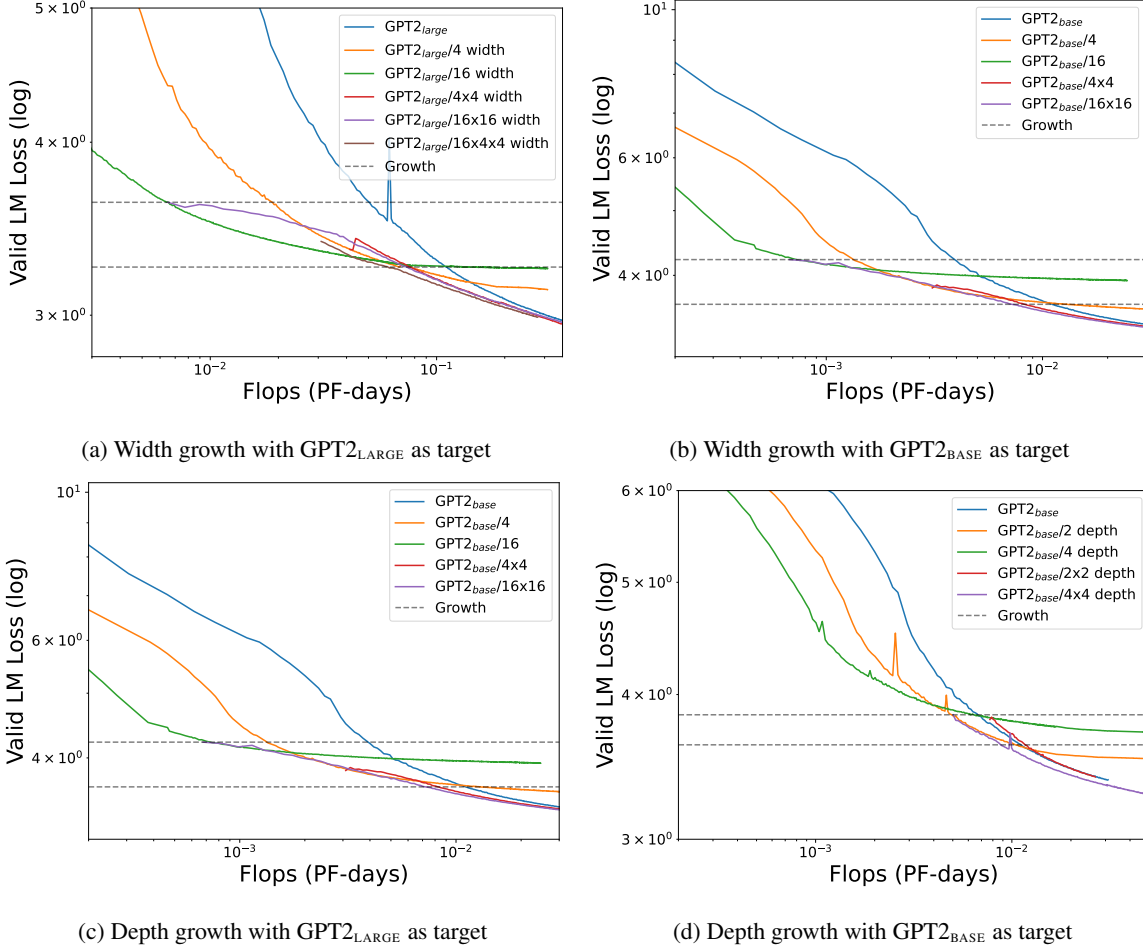 5 × 10⁰
4 × 10⁰
3 × 10⁰
Valid LM Loss (log)
GPT2large
GPT2large/4 width
GPT2large/16 width
GPT2large/4x4 width
GPT2large/16x16 width
GPT2large/16x4x4 width
Growth
10⁻²
10⁻¹
Flops (PF-days)
(a) Width growth with GPT2LARGE as target
10¹
6 × 10⁰
4 × 10⁰
Valid LM Loss (log)
GPT2base
GPT2base/4
GPT2base/16
GPT2base/4x4
GPT2base/16x16
Growth
10⁻³
10⁻²
Flops (PF-days)
(b) Width growth with GPT2BASE as target
10¹
6 × 10⁰
4 × 10⁰
Valid LM Loss (log)
GPT2base
GPT2base/4
GPT2base/16
GPT2base/4x4
GPT2base/16x16
Growth
10⁻³
10⁻²
Flops (PF-days)
(c) Depth growth with GPT2LARGE as target
6 × 10⁰
5 × 10⁰
4 × 10⁰
3 × 10⁰
Valid LM Loss (log)
GPT2base
GPT2base/2 depth
GPT2base/4 depth
GPT2base/2x2 depth
GPT2base/4x4 depth
Growth
10⁻³
10⁻²
Flops (PF-days)
(d) Depth growth with GPT2BASE as target